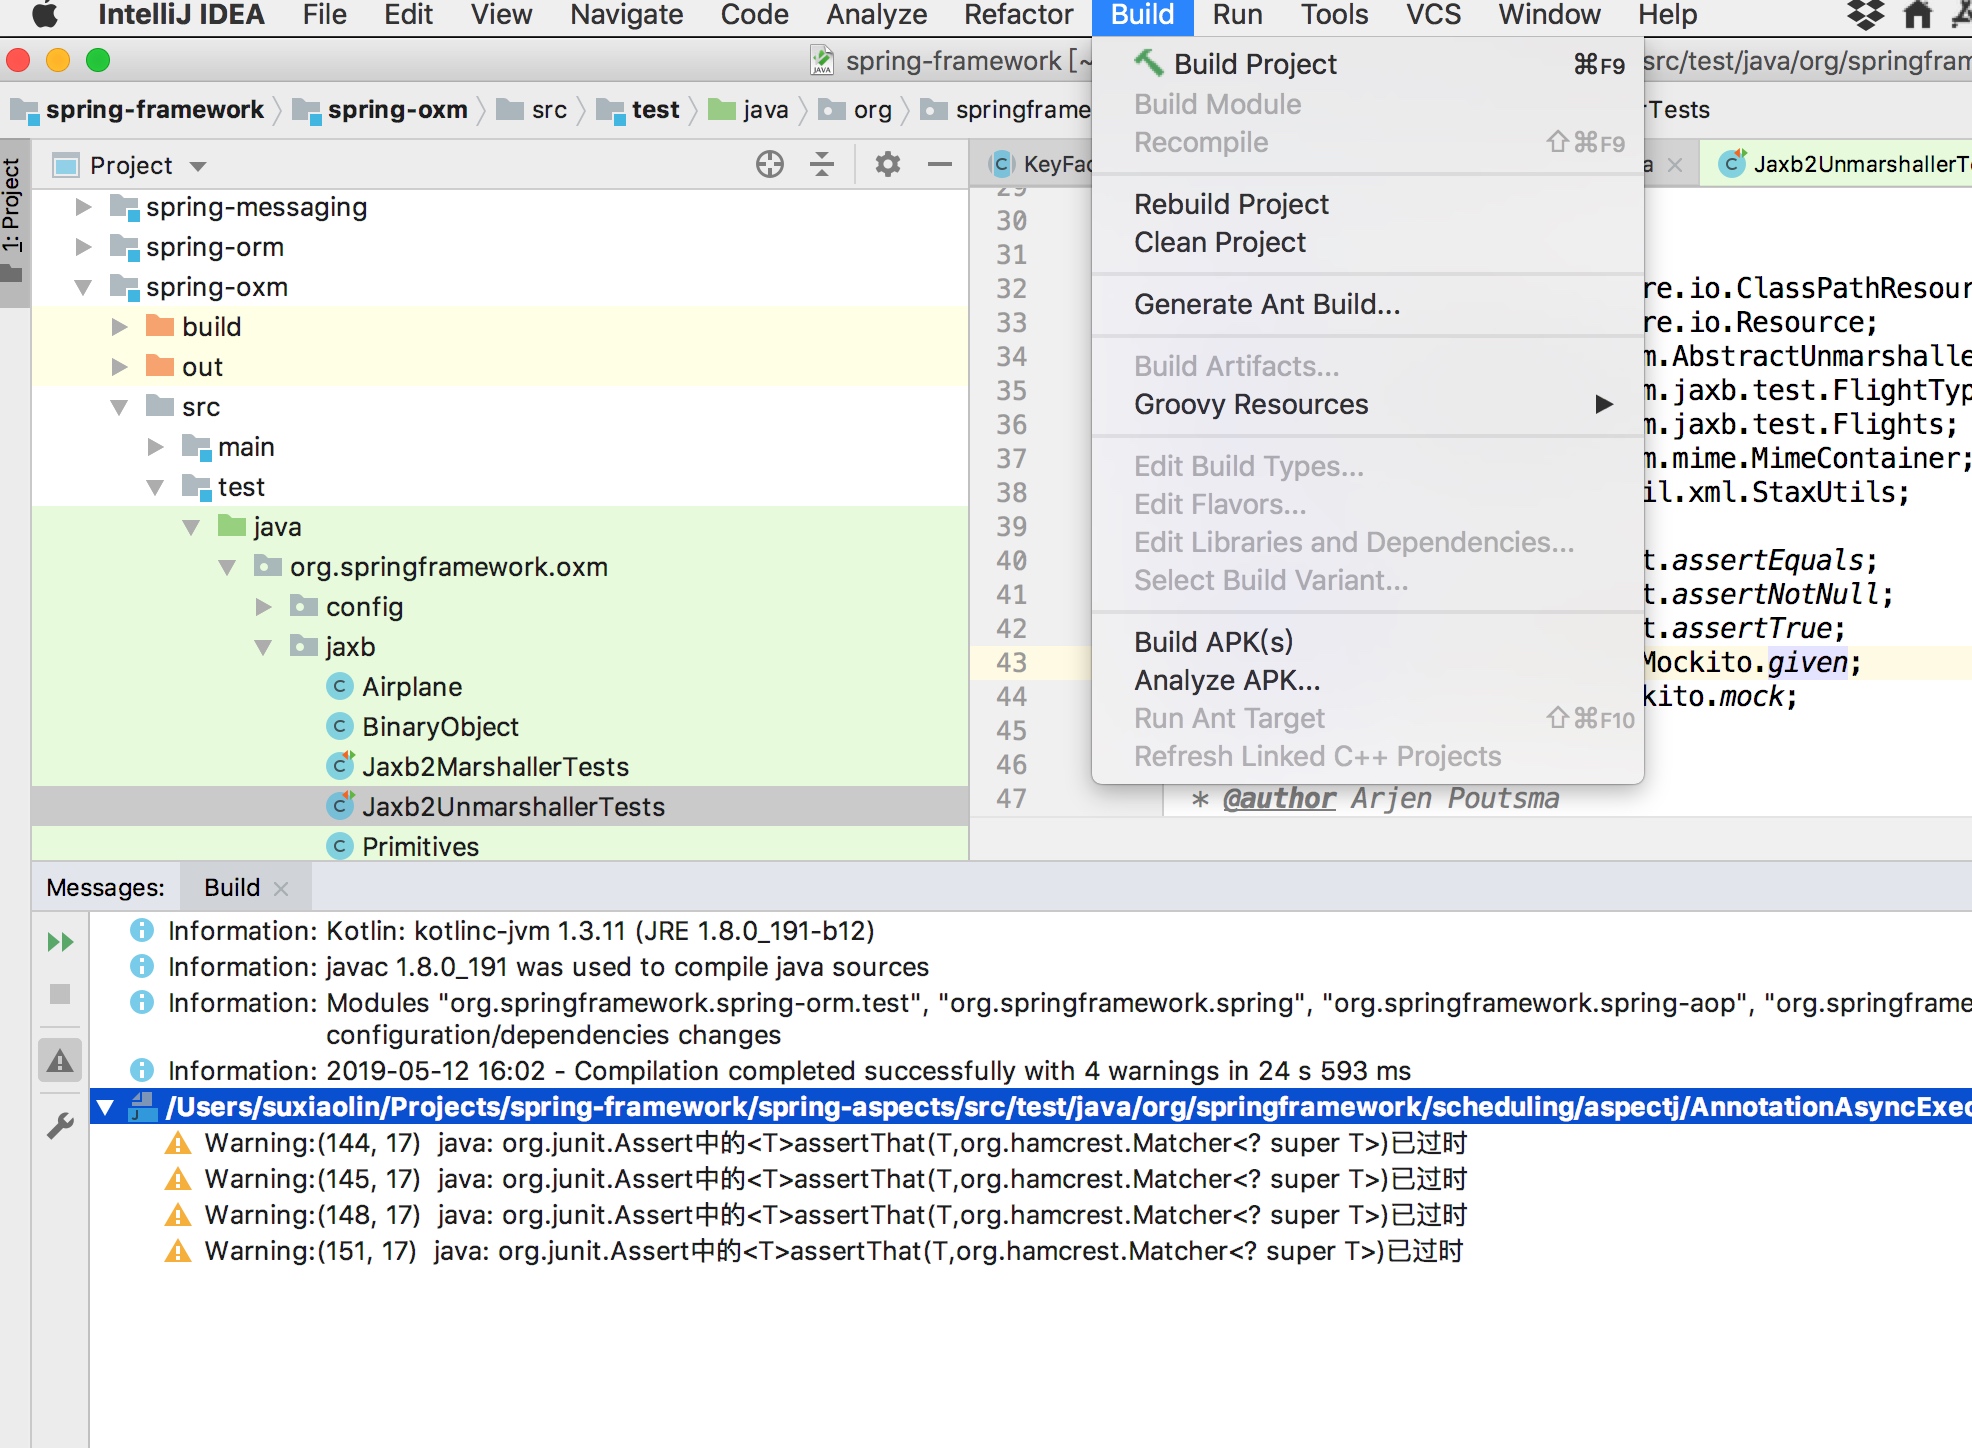 IntelliJ IDEA File Edit View Navigate Code Analyze Refactor Build Run Tools VCS Window Help
spring-framework [~
src/test/java/org/springfram
spring-framework spring-oxm src test java org springframe
Tests
1: Project
Project
spring-messaging
spring-orm
spring-oxm
build
out
src
main
test
java
org.springframework.oxm
config
jaxb
Airplane
BinaryObject
Jaxb2MarshallerTests
Jaxb2UnmarshallerTests
Primitives
KeyFac
a
Jaxb2UnmarshallerT
Build Project ⌘F9
Build Module
Recompile ⇧⌘F9
Rebuild Project
Clean Project
Generate Ant Build...
Build Artifacts...
Groovy Resources
Edit Build Types...
Edit Flavors...
Edit Libraries and Dependencies...
Select Build Variant...
Build APK(s)
Analyze APK...
Run Ant Target ⇧⌘F10
Refresh Linked C++ Projects
29
30
31
32 re.io.ClassPathResour
33 re.io.Resource;
34 m.AbstractUnmarshalle
35 m.jaxb.test.FlightTyp
36 m.jaxb.test.Flights;
37 m.mime.MimeContainer;
38 il.xml.StaxUtils;
39
40 t.assertEquals;
41 t.assertNotNull;
42 t.assertTrue;
43 Mockito.given;
44 kito.mock;
45
46
47 * @author Arjen Poutsma
Messages: Build
Information: Kotlin: kotlinc-jvm 1.3.11 (JRE 1.8.0_191-b12)
Information: javac 1.8.0_191 was used to compile java sources
Information: Modules "org.springframework.spring-orm.test", "org.springframework.spring", "org.springframework.spring-aop", "org.springframe
configuration/dependencies changes
Information: 2019-05-12 16:02 - Compilation completed successfully with 4 warnings in 24 s 593 ms
/Users/suxiaolin/Projects/spring-framework/spring-aspects/src/test/java/org/springframework/scheduling/aspectj/AnnotationAsyncExec
Warning:(144, 17) java: org.junit.Assert中的<T>assertThat(T,org.hamcrest.Matcher<? super T>)已过时
Warning:(145, 17) java: org.junit.Assert中的<T>assertThat(T,org.hamcrest.Matcher<? super T>)已过时
Warning:(148, 17) java: org.junit.Assert中的<T>assertThat(T,org.hamcrest.Matcher<? super T>)已过时
Warning:(151, 17) java: org.junit.Assert中的<T>assertThat(T,org.hamcrest.Matcher<? super T>)已过时